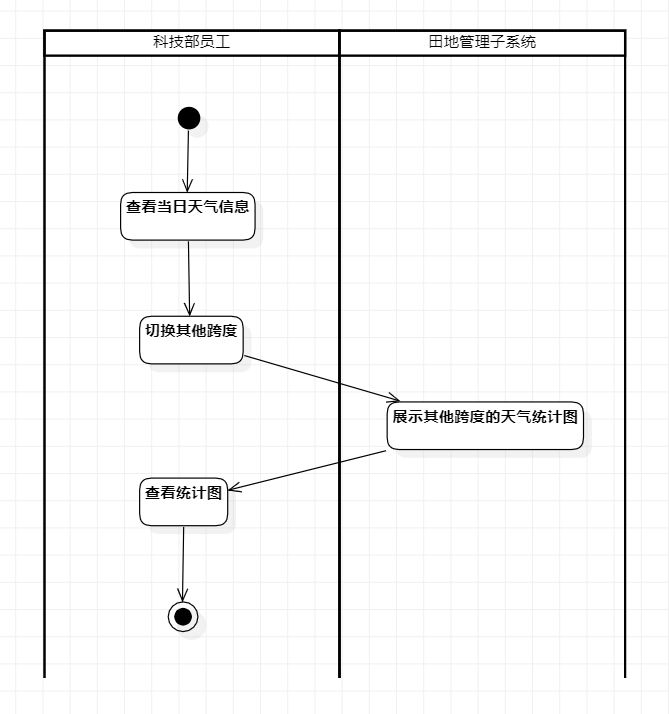 科技部员工
田地管理子系统
查看当日天气信息
切换其他跨度
展示其他跨度的天气统计图
查看统计图